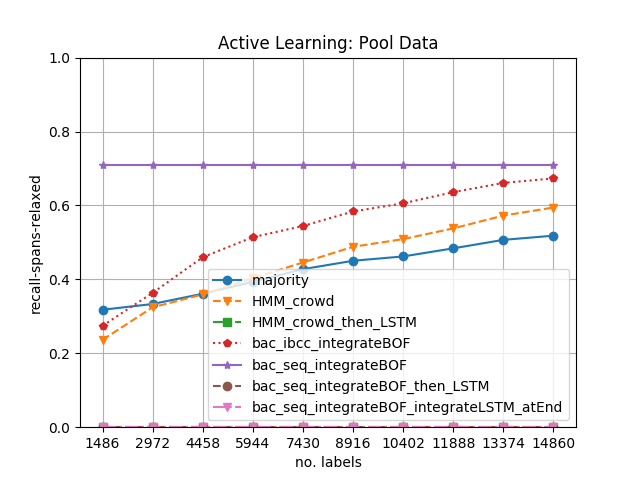 Active Learning: Pool Data
1.0
0.8
0.6
0.4
0.2
0.0
recall-spans-relaxed
majority
HMM_crowd
HMM_crowd_then_LSTM
bac_ibcc_integrateBOF
bac_seq_integrateBOF
bac_seq_integrateBOF_then_LSTM
bac_seq_integrateBOF_integrateLSTM_atEnd
1486 2972 4458 5944 7430 8916 10402 11888 13374 14860
no. labels